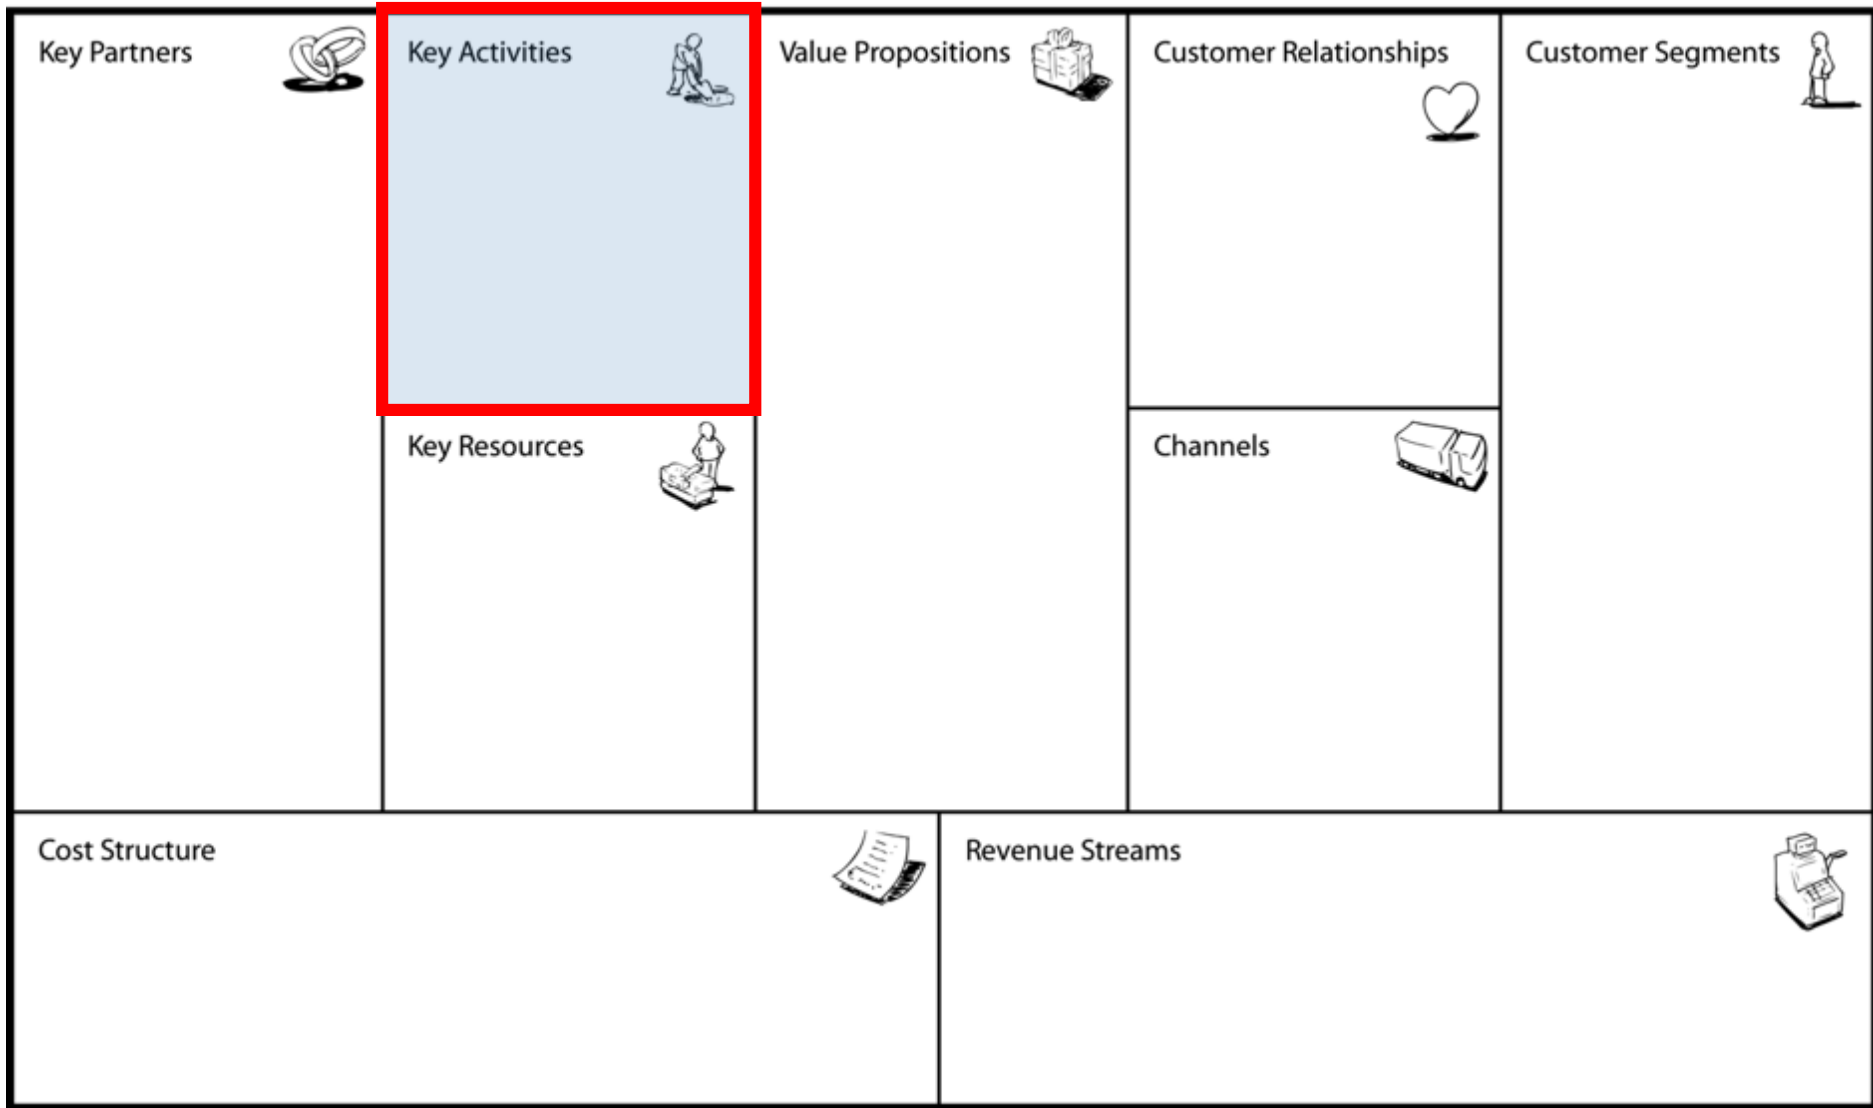 Key Partners
Key Activities
Value Propositions
Customer Relationships
Customer Segments
Key Resources
Channels
Cost Structure
Revenue Streams